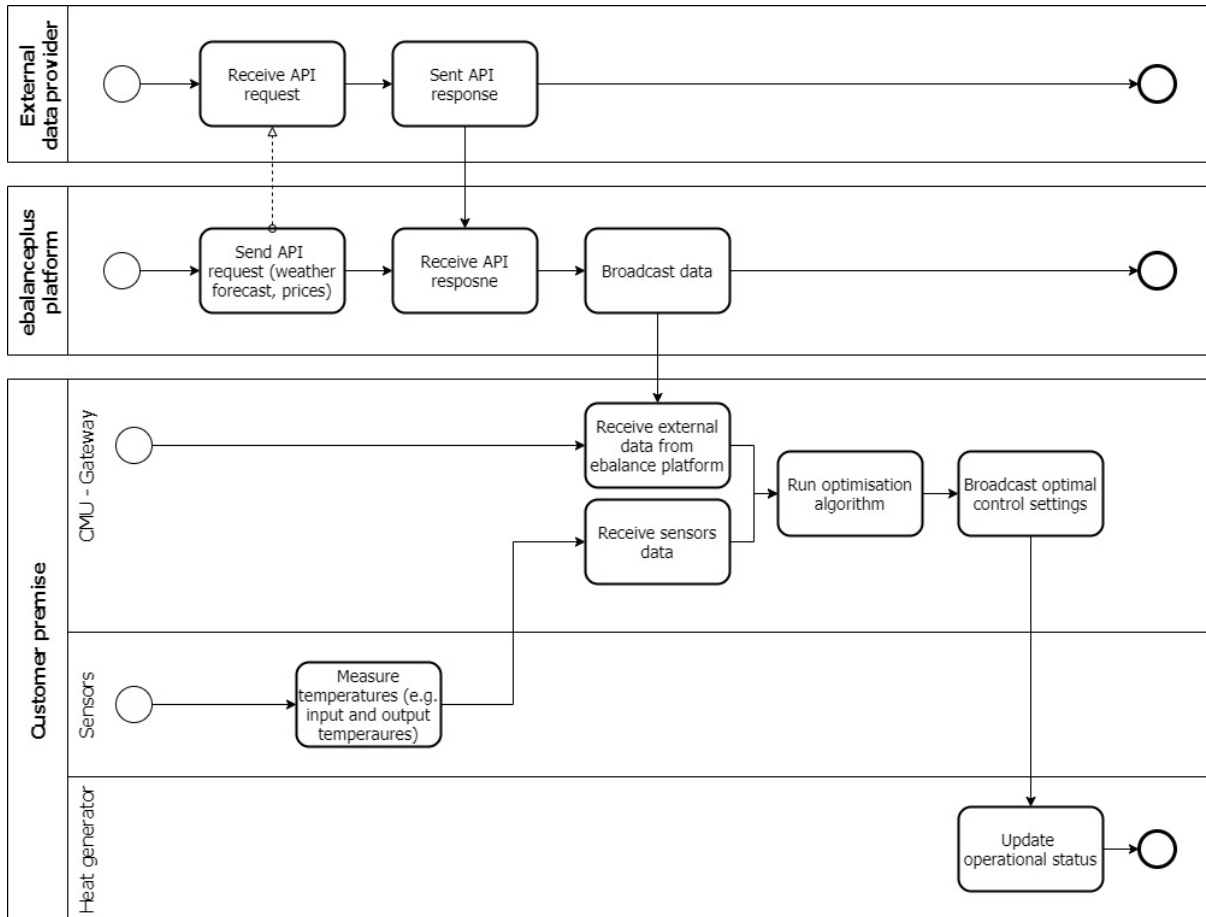 External
data provider
Receive API
request
Sent API
response
ebalanceplus
platform
Send API
request (weather
forecast, prices)
Receive API
resposne
Broadcast data
Customer premise
CMU - Gateway
Receive external
data from
ebalance platform
Receive sensors
data
Run optimisation
algorithm
Broadcast optimal
control settings
Sensors
Measure
temperatures (e.g.
input and output
temperaures)
Heat generator
Update
operational status